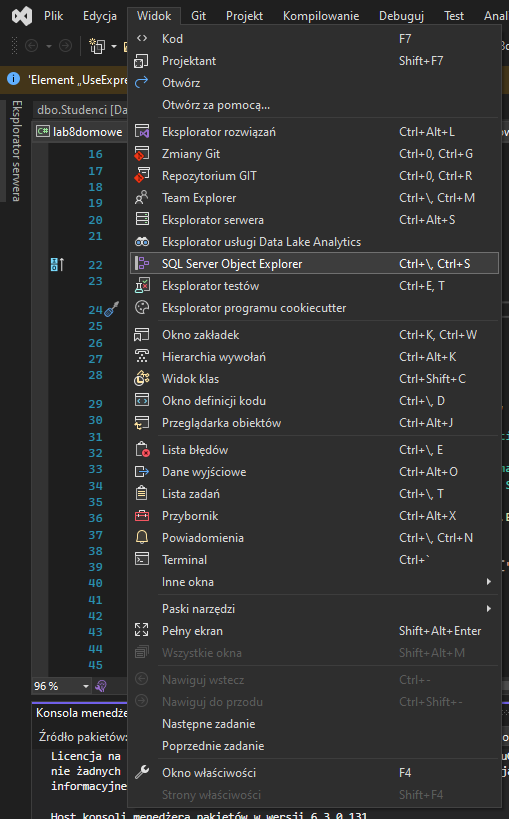 Plik Edycja Widok Git Projekt Kompilowanie Debuguj Test
'Element „UseExpre
Eksplorator serwera
dbo.Studenci [Da
C# lab8domowe
Kod F7
Projektant Shift+F7
Otwórz
Otwórz za pomocą...
Eksplorator rozwiązań Ctrl+Alt+L
Zmiany Git Ctrl+0, Ctrl+G
Repozytorium GIT Ctrl+0, Ctrl+R
Team Explorer Ctrl+\, Ctrl+M
Eksplorator serwera Ctrl+Alt+S
Eksplorator usługi Data Lake Analytics
SQL Server Object Explorer Ctrl+\, Ctrl+S
Eksplorator testów Ctrl+E, T
Eksplorator programu cookiecutter
Okno zakładek Ctrl+K, Ctrl+W
Hierarchia wywołań Ctrl+Alt+K
Widok klas Ctrl+Shift+C
Okno definicji kodu Ctrl+\, D
Przeglądarka obiektów Ctrl+Alt+J
Lista błędów Ctrl+\, E
Dane wyjściowe Ctrl+Alt+O
Lista zadań Ctrl+\, T
Przybornik Ctrl+Alt+X
Powiadomienia Ctrl+\, Ctrl+N
Terminal Ctrl+`
Inne okna
Paski narzędzi
Pełny ekran Shift+Alt+Enter
Wszystkie okna Shift+Alt+M
Nawiguj wstecz Ctrl+-
Nawiguj do przodu Ctrl+Shift+-
Następne zadanie
Poprzednie zadanie
Okno właściwości F4
Strony właściwości Shift+F4
16
17
18
19
20
21
22
23
24
25
26
27
28
29
30
31
32
33
34
35
36
37
38
39
40
41
42
43
44
45
96 %
Konsola menedże
Źródło pakietów:
Licencja na
nie żadnych
informacyjne
Host konsoli menedżera pakietów w wersji 6.3.0.131